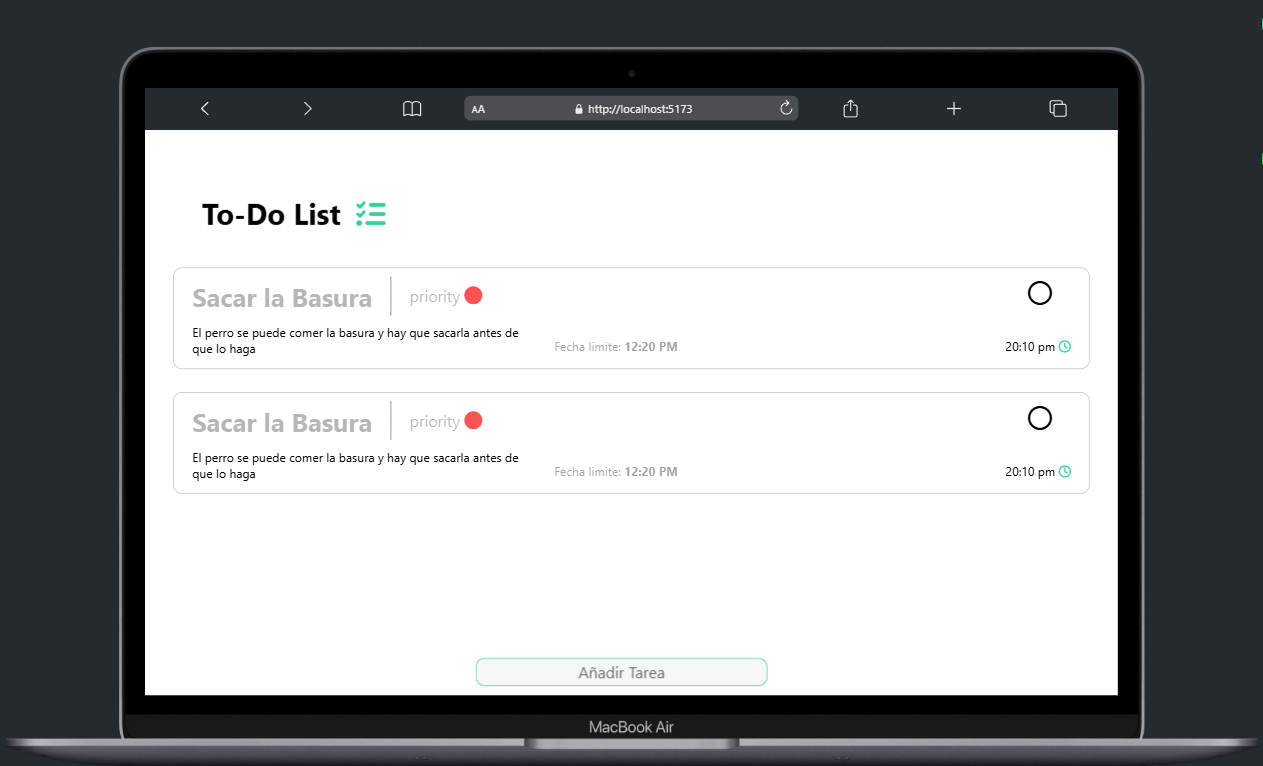 AA http://localhost:5173
To-Do List
Sacar la Basura priority
El perro se puede comer la basura y hay que sacarla antes de
que lo haga
Fecha limite: 12:20 PM
20:10 pm
Sacar la Basura priority
El perro se puede comer la basura y hay que sacarla antes de
que lo haga
Fecha limite: 12:20 PM
20:10 pm
Añadir Tarea
MacBook Air